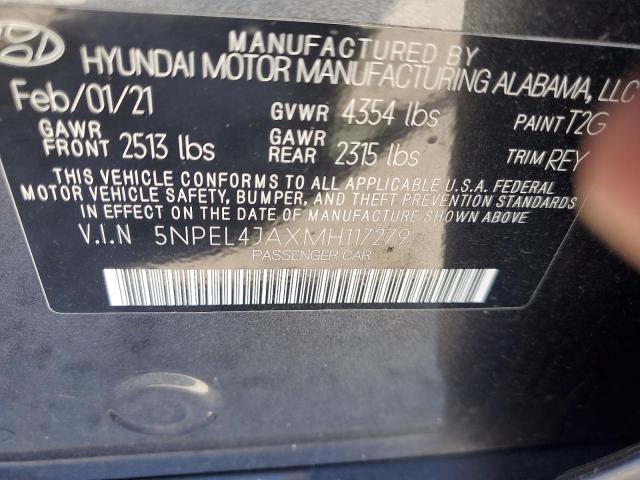 MANUFACTURED BY
HYUNDAI MOTOR MANUFACTURING ALABAMA, LLC
Feb/01/21 GVWR 4354 lbs PAINT T2G
GAWR FRONT 2513 lbs GAWR REAR 2315 lbs TRIM REY
THIS VEHICLE CONFORMS TO ALL APPLICABLE U.S.A. FEDERAL
MOTOR VEHICLE SAFETY, BUMPER, AND THEFT PREVENTION STANDARDS
IN EFFECT ON THE DATE OF MANUFACTURE SHOWN ABOVE
V.I.N 5NPEL4JAXMH117279
PASSENGER CAR